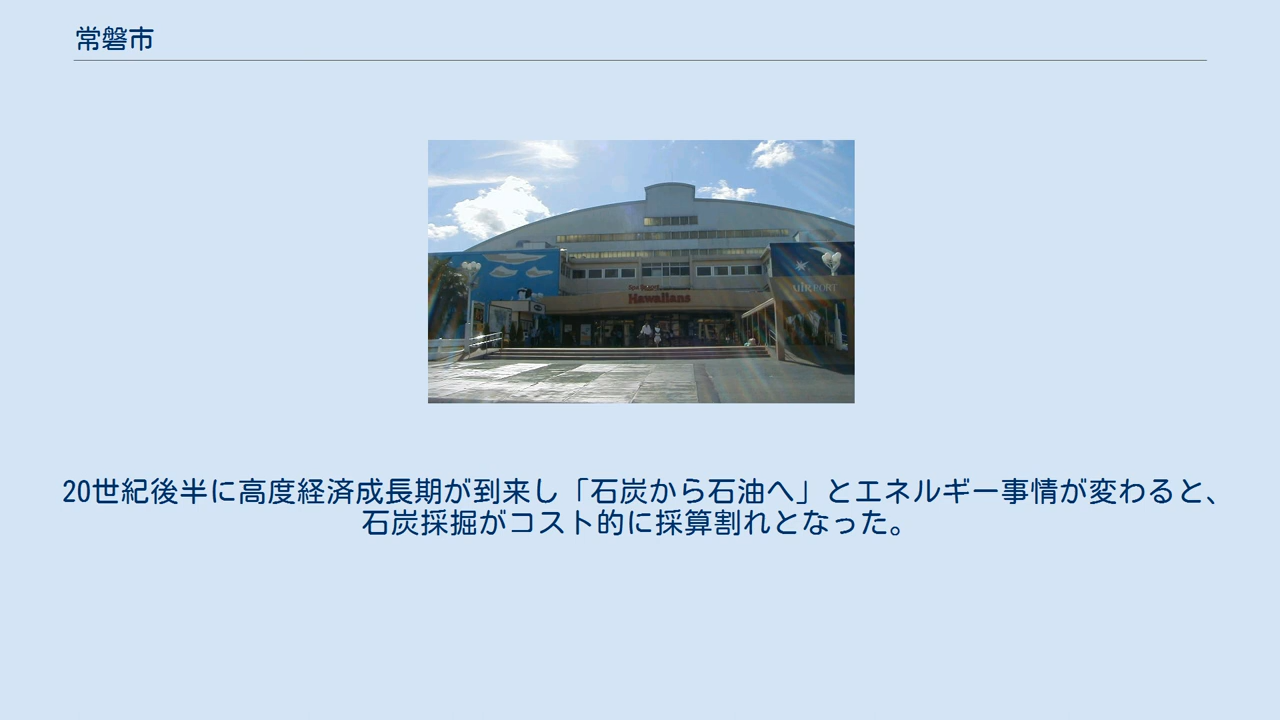 常磐市
Spa Resort
Hawaiians
AIRPORT
20世紀後半に高度経済成長期が到来し「石炭から石油へ」とエネルギー事情が変わると、
石炭採掘がコスト的に採算割れとなった。